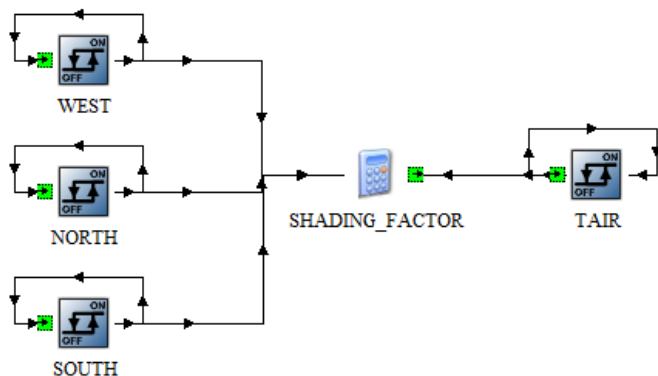 ON
OFF
WEST
ON
OFF
NORTH
SHADING_FACTOR
ON
OFF
TAIR
ON
OFF
SOUTH